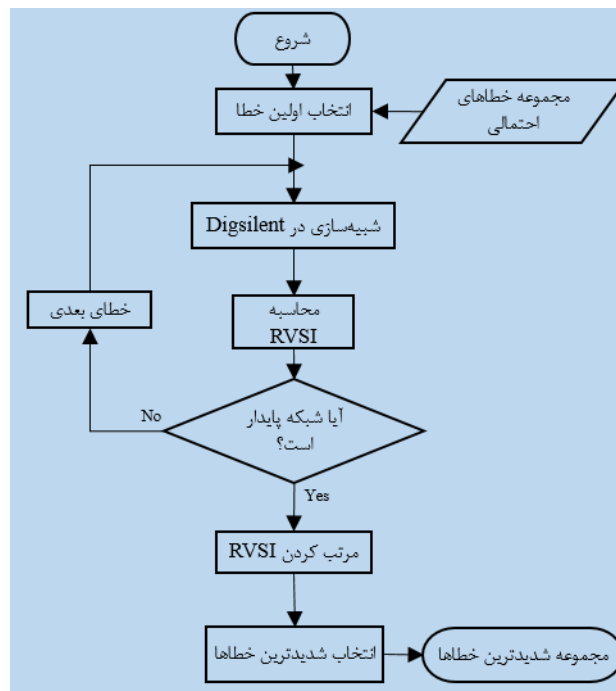 شروع
انتخاب اولین خطا
مجموعه خطاهای
احتمالی
شبیه‌سازی در Digsilent
محاسبه
RVSI
خطای بعدی
آیا شبکه پایدار
است؟
No
Yes
مرتب کردن RVSI
انتخاب شدیدترین خطاها
مجموعه شدیدترین خطاها